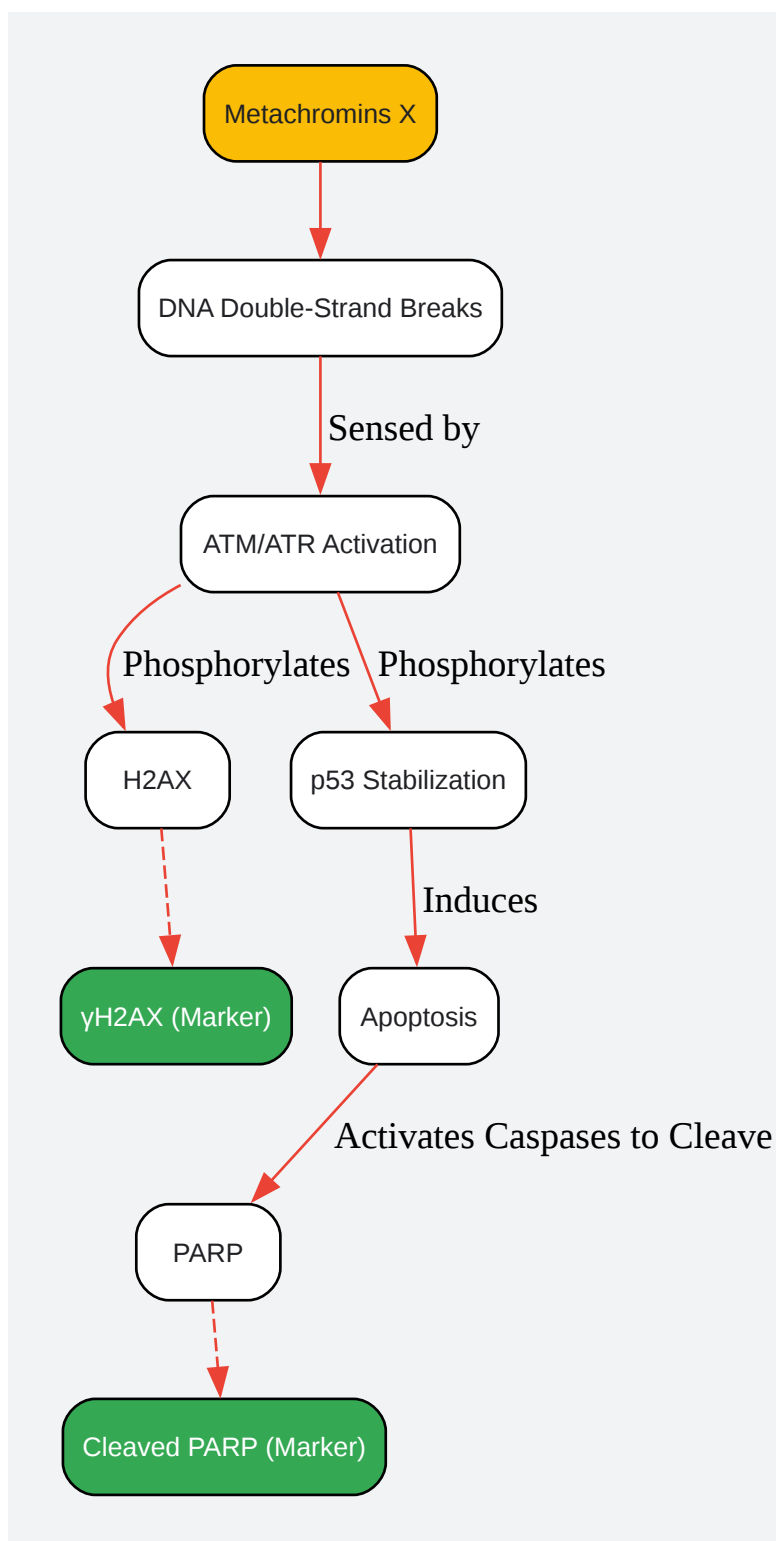 Metachromins X
DNA Double-Strand Breaks
Sensed by
ATM/ATR Activation
Phosphorylates
Phosphorylates
H2AX
p53 Stabilization
Induces
γH2AX (Marker)
Apoptosis
Activates Caspases to Cleave
PARP
Cleaved PARP (Marker)